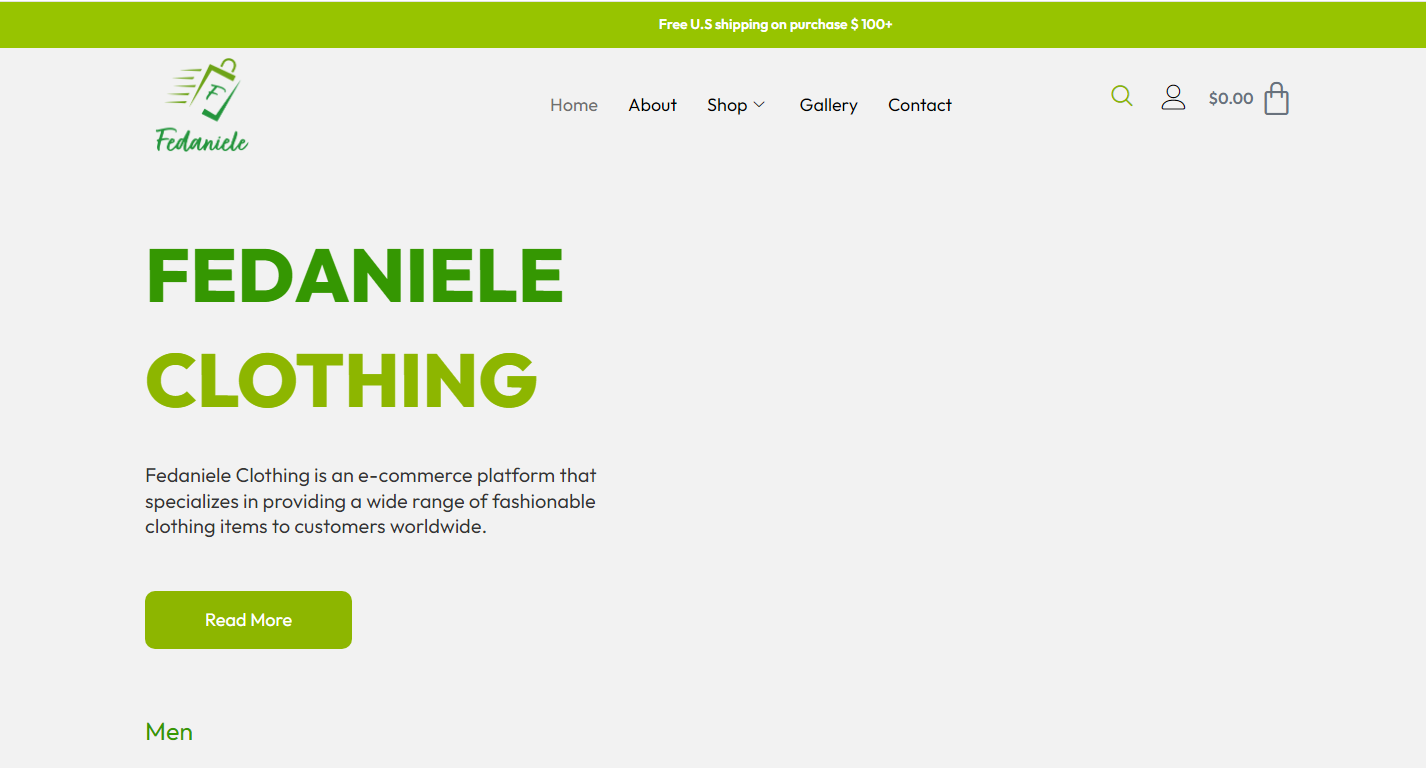 Free U.S shipping on purchase $ 100+
F
Fedaniele
Home About Shop Gallery Contact
$0.00
FEDANIELE
CLOTHING
Fedaniele Clothing is an e-commerce platform that
specializes in providing a wide range of fashionable
clothing items to customers worldwide.
Read More
Men